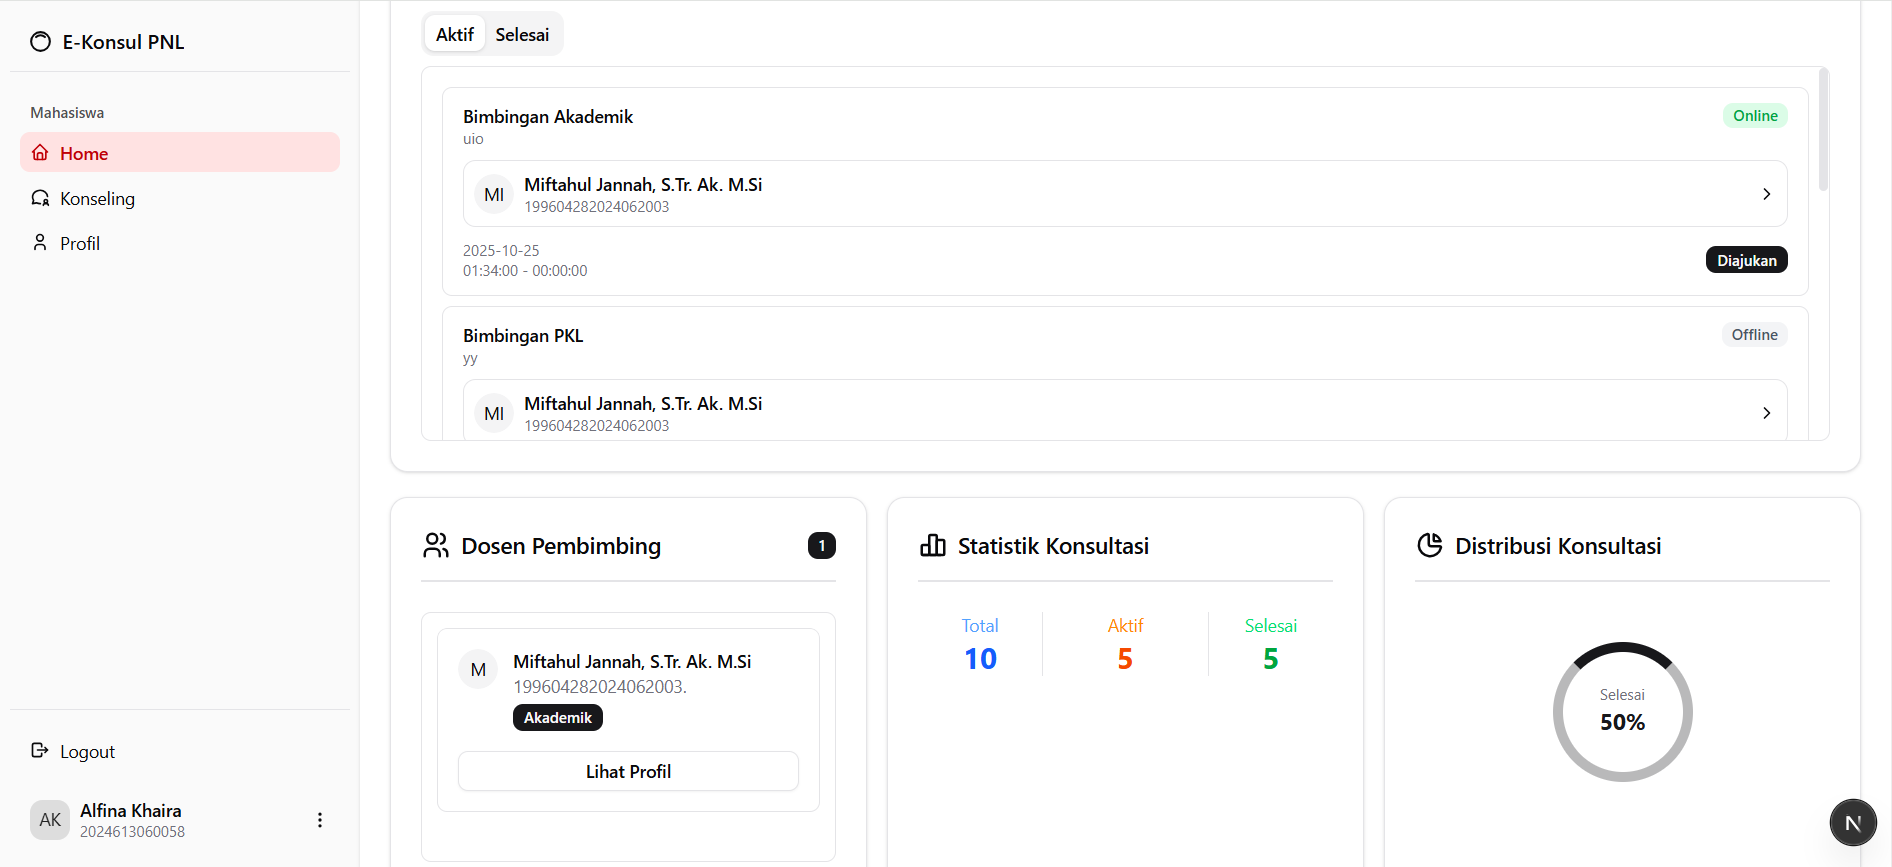 E-Konsul PNL
Mahasiswa
Home
Konseling
Profil
Logout
AK
Alfina Khaira
2024613060058
Aktif Selesai
Bimbingan Akademik
Online
uio
MI
Miftahul Jannah, S.Tr. Ak. M.Si
199604282024062003
2025-10-25
01:34:00 - 00:00:00
Diajukan
Bimbingan PKL
Offline
yy
MI
Miftahul Jannah, S.Tr. Ak. M.Si
199604282024062003
Dosen Pembimbing
1
M
Miftahul Jannah, S.Tr. Ak. M.Si
199604282024062003.
Akademik
Lihat Profil
Statistik Konsultasi
Total Aktif Selesai
10 5 5
Distribusi Konsultasi
Selesai
50%
N